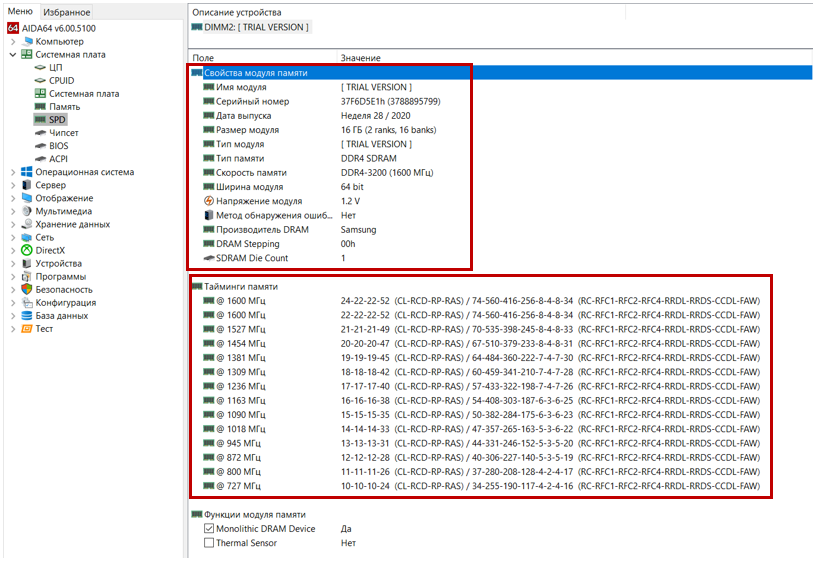 Меню Избранное
64 AIDA64 v6.00.5100
Компьютер
Системная плата
ЦП
CPUID
Системная плата
Память
SPD
Чипсет
BIOS
ACPI
Операционная система
Сервер
Отображение
Мультимедиа
Хранение данных
Сеть
DirectX
Устройства
Программы
Безопасность
Конфигурация
База данных
Тест
Описание устройства
DIMM2: [ TRIAL VERSION ]
Поле Значение
Свойства модуля памяти
Имя модуля [ TRIAL VERSION ]
Серийный номер 37F6D5E1h (3788895799)
Дата выпуска Неделя 28 / 2020
Размер модуля 16 ГБ (2 ranks, 16 banks)
Тип модуля [ TRIAL VERSION ]
Тип памяти DDR4 SDRAM
Скорость памяти DDR4-3200 (1600 МГц)
Ширина модуля 64 bit
Напряжение модуля 1.2 V
Метод обнаружения ошиб... Нет
Производитель DRAM Samsung
DRAM Stepping 00h
SDRAM Die Count 1
Тайминги памяти
@ 1600 МГц 24-22-22-52 (CL-RCD-RP-RAS) / 74-560-416-256-8-4-8-34 (RC-RFC1-RFC2-RFC4-RRDL-RRDS-CCDL-FAW)
@ 1600 МГц 22-22-22-52 (CL-RCD-RP-RAS) / 74-560-416-256-8-4-8-34 (RC-RFC1-RFC2-RFC4-RRDL-RRDS-CCDL-FAW)
@ 1527 МГц 21-21-21-49 (CL-RCD-RP-RAS) / 70-535-398-245-8-4-8-33 (RC-RFC1-RFC2-RFC4-RRDL-RRDS-CCDL-FAW)
@ 1454 МГц 20-20-20-47 (CL-RCD-RP-RAS) / 67-510-379-233-8-4-8-31 (RC-RFC1-RFC2-RFC4-RRDL-RRDS-CCDL-FAW)
@ 1381 МГц 19-19-19-45 (CL-RCD-RP-RAS) / 64-484-360-222-7-4-7-30 (RC-RFC1-RFC2-RFC4-RRDL-RRDS-CCDL-FAW)
@ 1309 МГц 18-18-18-42 (CL-RCD-RP-RAS) / 60-459-341-210-7-4-7-28 (RC-RFC1-RFC2-RFC4-RRDL-RRDS-CCDL-FAW)
@ 1236 МГц 17-17-17-40 (CL-RCD-RP-RAS) / 57-433-322-198-7-4-7-26 (RC-RFC1-RFC2-RFC4-RRDL-RRDS-CCDL-FAW)
@ 1163 МГц 16-16-16-38 (CL-RCD-RP-RAS) / 54-408-303-187-6-3-6-25 (RC-RFC1-RFC2-RFC4-RRDL-RRDS-CCDL-FAW)
@ 1090 МГц 15-15-15-35 (CL-RCD-RP-RAS) / 50-382-284-175-6-3-6-23 (RC-RFC1-RFC2-RFC4-RRDL-RRDS-CCDL-FAW)
@ 1018 МГц 14-14-14-33 (CL-RCD-RP-RAS) / 47-357-265-163-5-3-6-22 (RC-RFC1-RFC2-RFC4-RRDL-RRDS-CCDL-FAW)
@ 945 МГц 13-13-13-31 (CL-RCD-RP-RAS) / 44-331-246-152-5-3-5-20 (RC-RFC1-RFC2-RFC4-RRDL-RRDS-CCDL-FAW)
@ 872 МГц 12-12-12-28 (CL-RCD-RP-RAS) / 40-306-227-140-5-3-5-19 (RC-RFC1-RFC2-RFC4-RRDL-RRDS-CCDL-FAW)
@ 800 МГц 11-11-11-26 (CL-RCD-RP-RAS) / 37-280-208-128-4-2-4-17 (RC-RFC1-RFC2-RFC4-RRDL-RRDS-CCDL-FAW)
@ 727 МГц 10-10-10-24 (CL-RCD-RP-RAS) / 34-255-190-117-4-2-4-16 (RC-RFC1-RFC2-RFC4-RRDL-RRDS-CCDL-FAW)
Функции модуля памяти
Monolithic DRAM Device Да
Thermal Sensor Нет